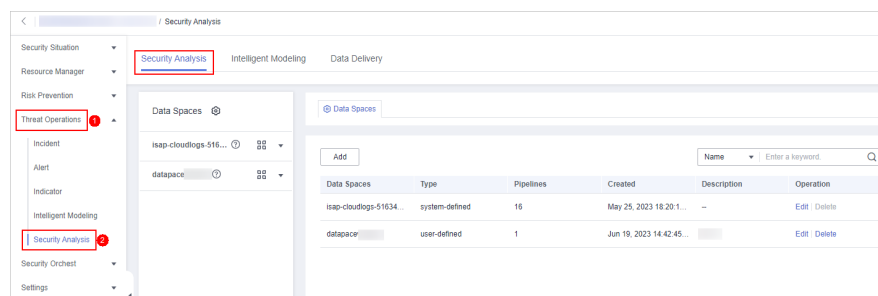 / Security Analysis
Security Situation
Resource Manager
Risk Prevention
Threat Operations 1
Incident
Alert
Indicator
Intelligent Modeling
Security Analysis 2
Security Orchest
Settings
Security Analysis Intelligent Modeling Data Delivery
Data Spaces
isap-cloudlogs-516...
datapace
Data Spaces
Add
Name Enter a keyword.
Data Spaces Type Pipelines Created Description Operation
isap-cloudlogs-51634... system-defined 16 May 25, 2023 18:20:1... -- Edit Delete
datapace user-defined 1 Jun 19, 2023 14:42:45... Edit Delete